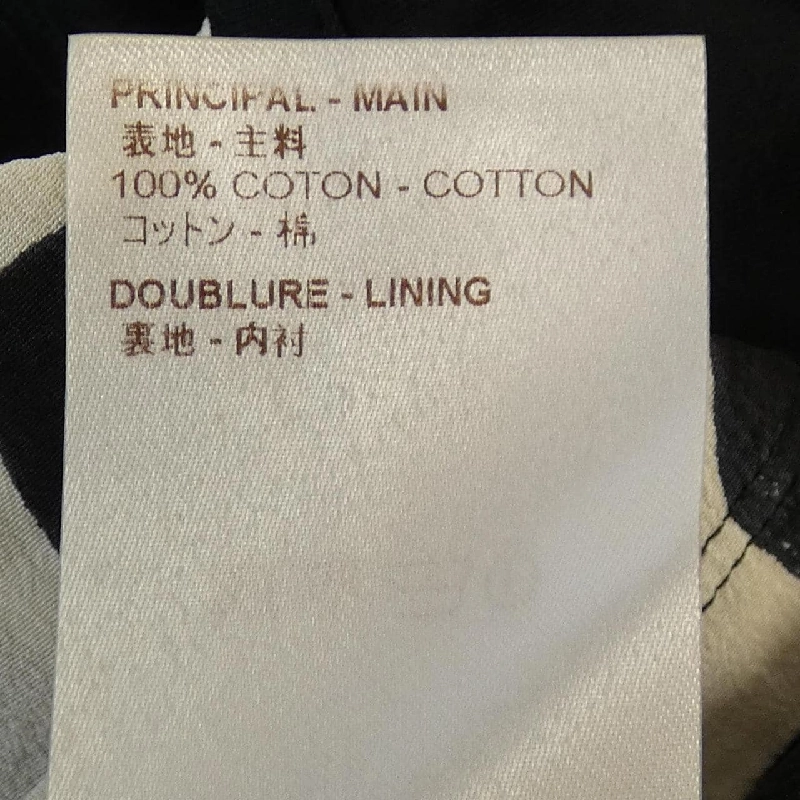 PRINCIPAL - MAIN
表地 - 主料
100% COTON - COTTON
コットン - 棉
DOUBLURE - LINING
裏地 - 内衬